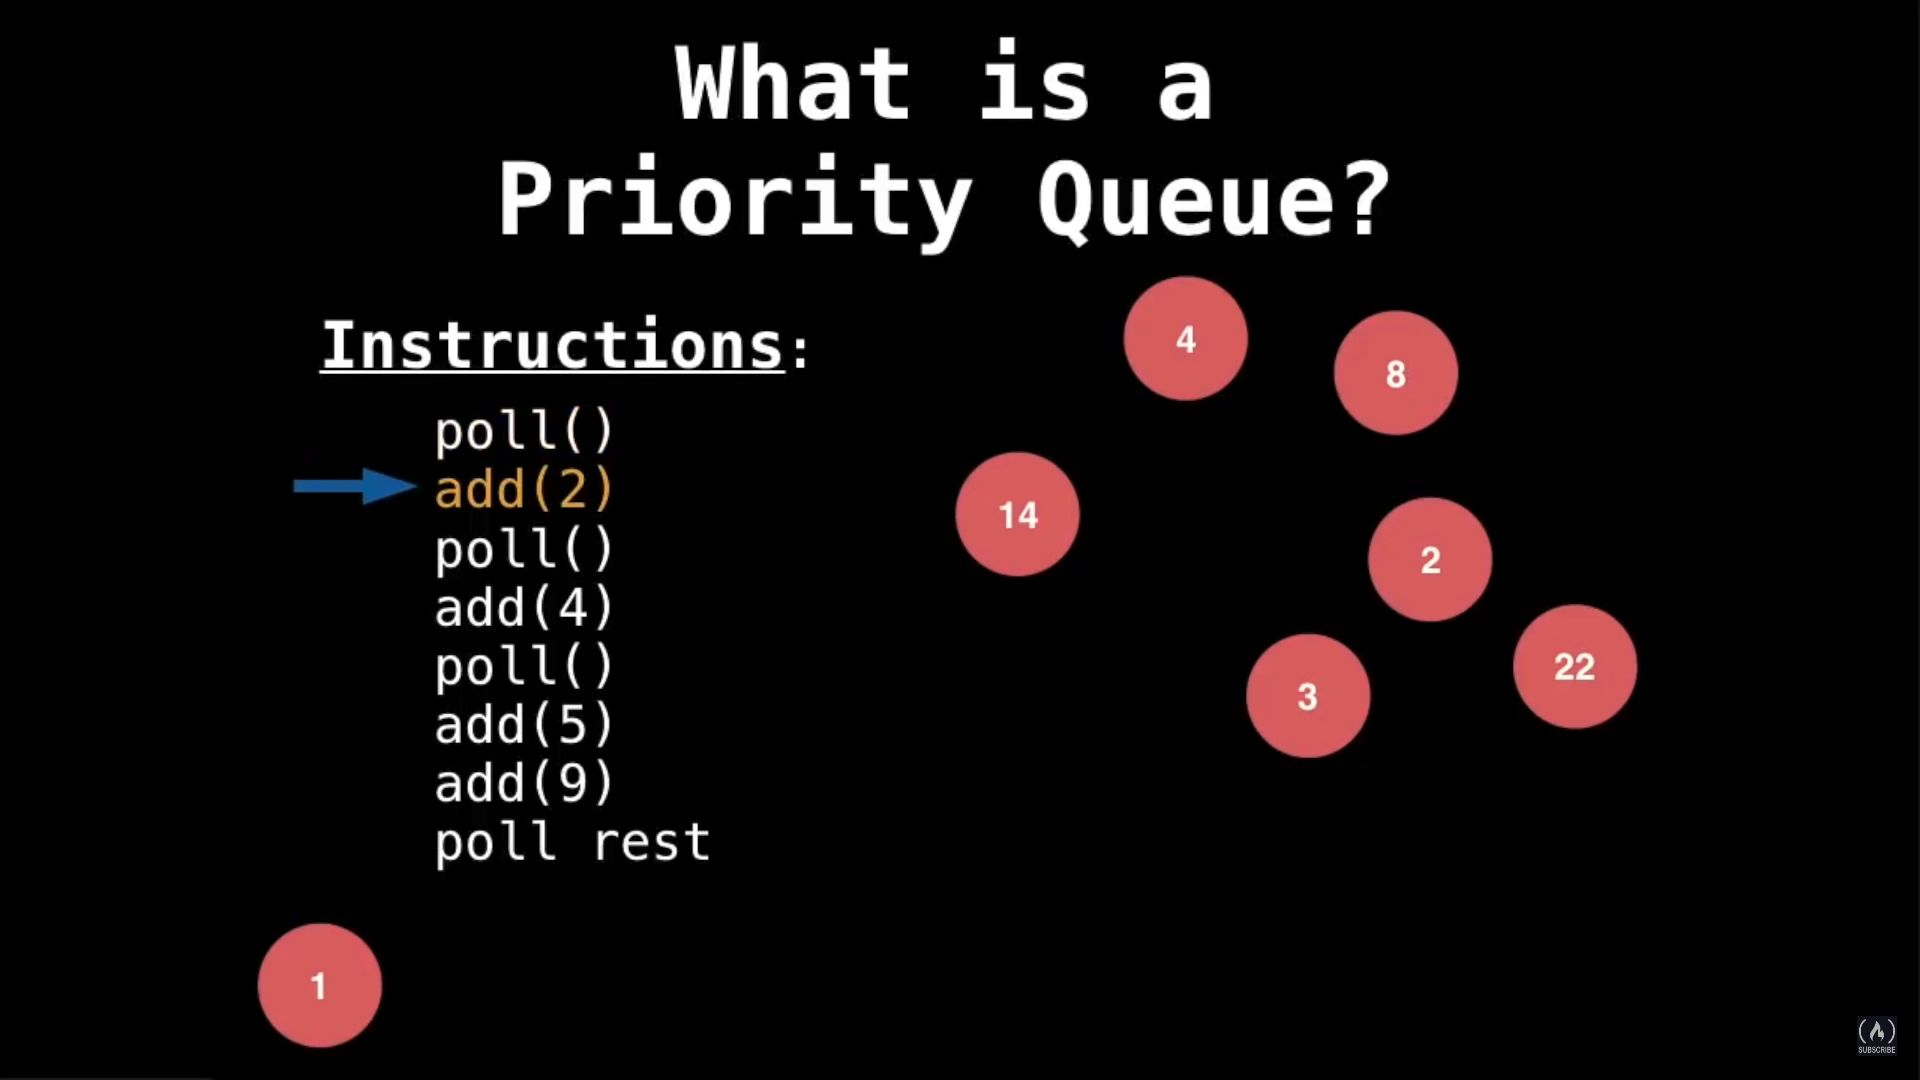 What is a
Priority Queue?
Instructions:
poll()
add(2)
poll()
add(4)
poll()
add(5)
add(9)
poll rest
4
8
14
2
22
3
1
SUBSCRIBE